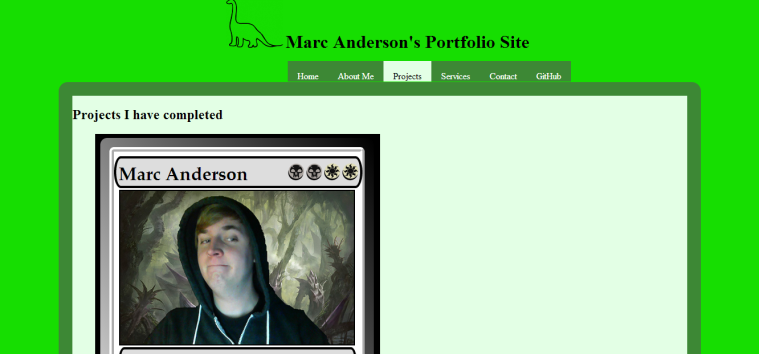 Marc Anderson's Portfolio Site
Home About Me Projects Services Contact GitHub
Projects I have completed
Marc Anderson